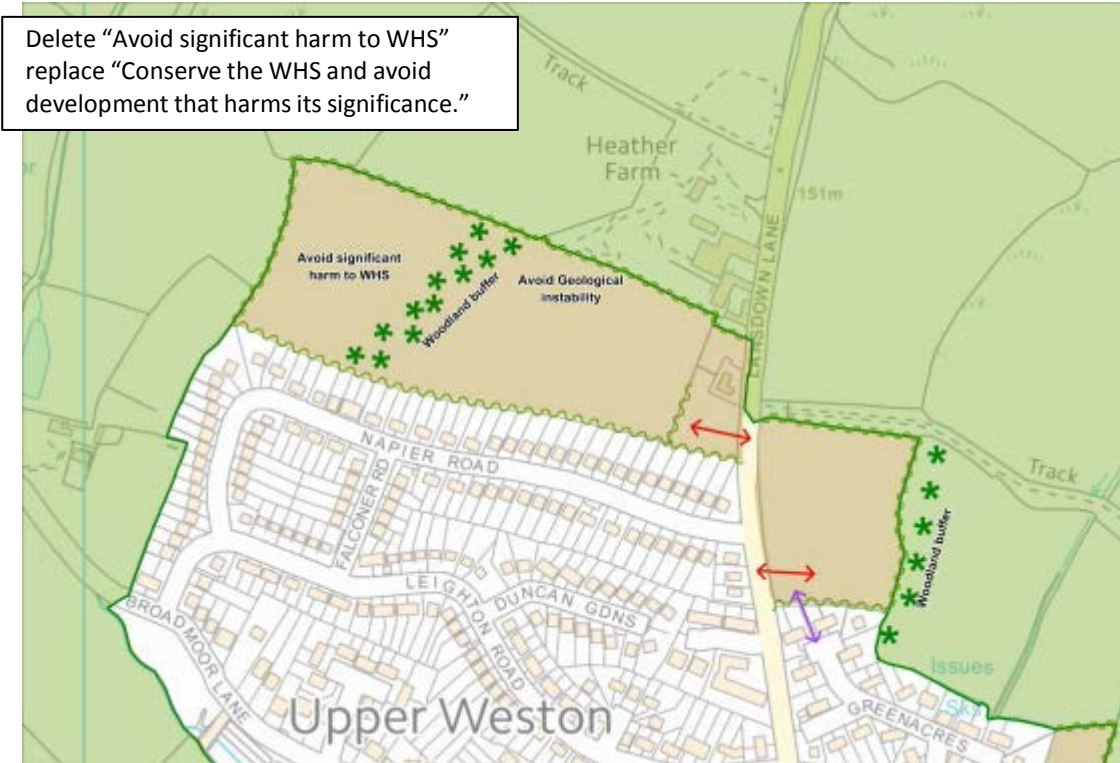 Delete “Avoid significant harm to WHS”
replace “Conserve the WHS and avoid
development that harms its significance.”
Track
Heather
Farm
151m
LANSDOWN LANE
Avoid significant
harm to WHS
Woodland buffer
Avoid Geological
instability
NAPIER ROAD
FALCONER RD
Track
Woodland buffer
LEIGHTON ROAD
DUNCAN GDNS
BROADMOOR LANE
Issues
Sks
GREENACRES
Upper Weston